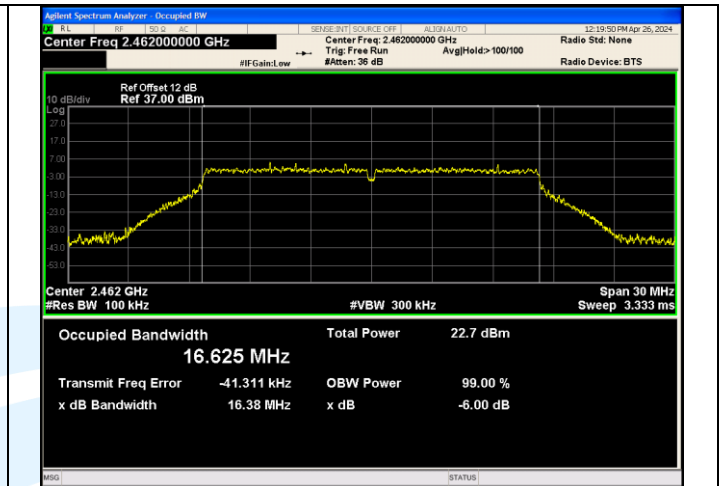 Agilent Spectrum Analyzer - Occupied BW
RL RF 50 Ω AC SENSE:INT SOURCE OFF ALIGNAUTO 12:19:50 PM Apr 26, 2024
Center Freq 2.462000000 GHz Center Freq: 2.462000000 GHz Radio Std: None
Trig: Free Run Avg|Hold:>100/100
#IFGain:Low #Atten: 36 dB Radio Device: BTS
Ref Offset 12 dB
10 dB/div Ref 37.00 dBm
Log
27.0
17.0
7.00
-3.00
-13.0
-23.0
-33.0
-43.0
-53.0
Center 2.462 GHz Span 30 MHz
#Res BW 100 kHz #VBW 300 kHz Sweep 3.333 ms
Occupied Bandwidth Total Power 22.7 dBm
16.625 MHz
Transmit Freq Error -41.311 kHz OBW Power 99.00 %
x dB Bandwidth 16.38 MHz x dB -6.00 dB
MSG STATUS